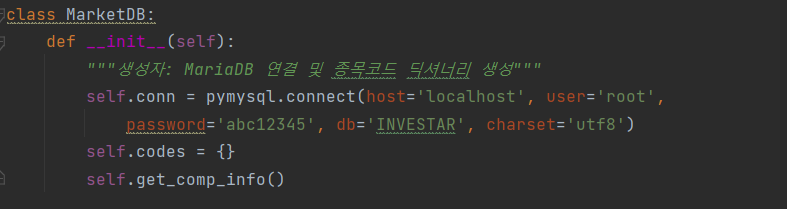 class MarketDB:
    def __init__(self):
        """생성자: MariaDB 연결 및 종목코드 딕셔너리 생성"""
        self.conn = pymysql.connect(host='localhost', user='root',
            password='abc12345', db='INVESTAR', charset='utf8')
        self.codes = {}
        self.get_comp_info()